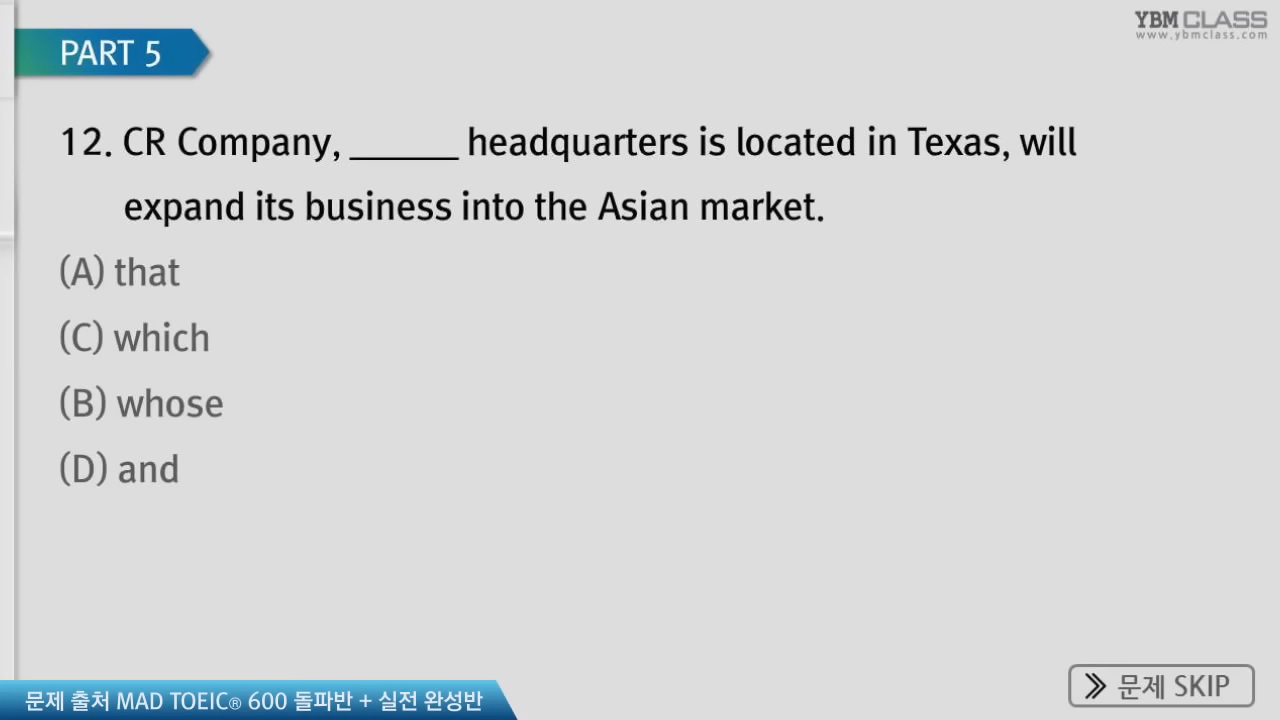 YBM CLASS
www.ybmclass.com
PART 5
12. CR Company, ______ headquarters is located in Texas, will
expand its business into the Asian market.
(A) that
(C) which
(B) whose
(D) and
문제 출처 MAD TOEIC® 600 돌파반 + 실전 완성반
문제 SKIP